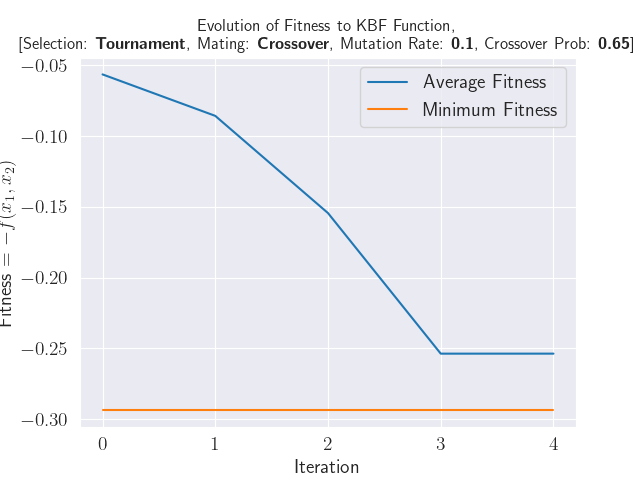 Evolution of Fitness to KBF Function,
[Selection: Tournament, Mating: Crossover, Mutation Rate: 0.1, Crossover Prob: 0.65]
Average Fitness
Minimum Fitness
Fitness = −f(x₁, x₂)
−0.05
−0.10
−0.15
−0.20
−0.25
−0.30
0 1 2 3 4
Iteration